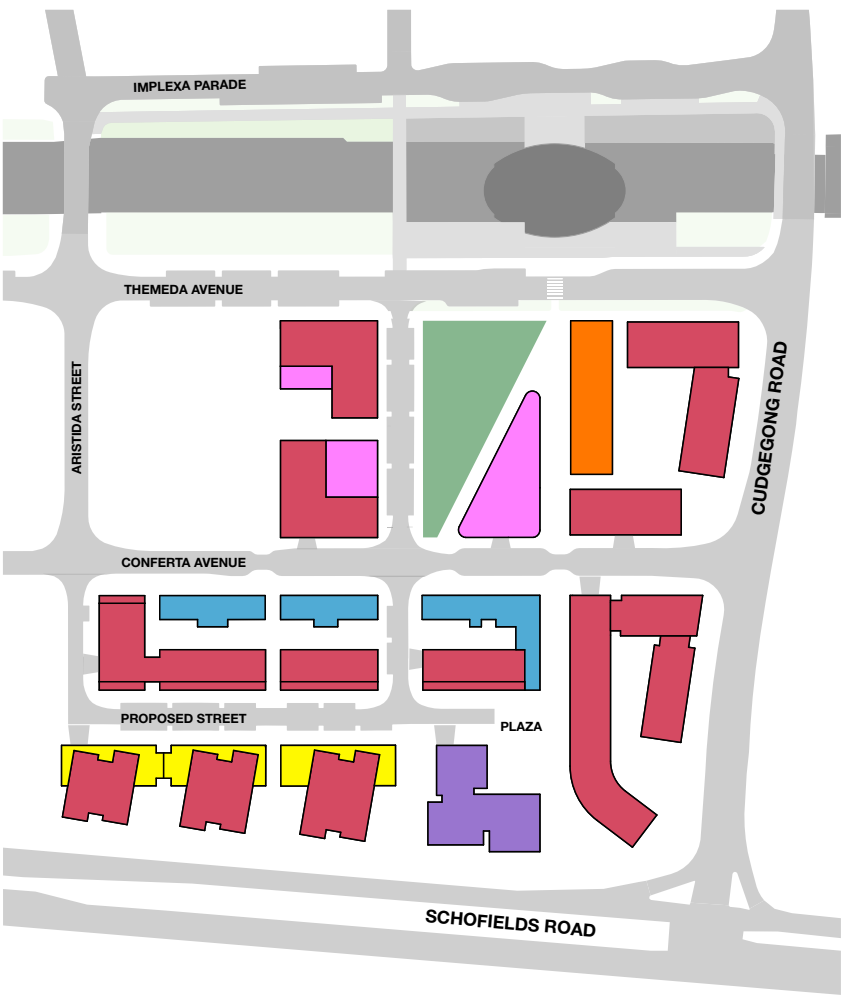 IMPLEXA PARADE
THEMEDA AVENUE
ARISTIDA STREET
CUDGEGONG ROAD
CONFERTA AVENUE
PROPOSED STREET
PLAZA
SCHOFIELDS ROAD